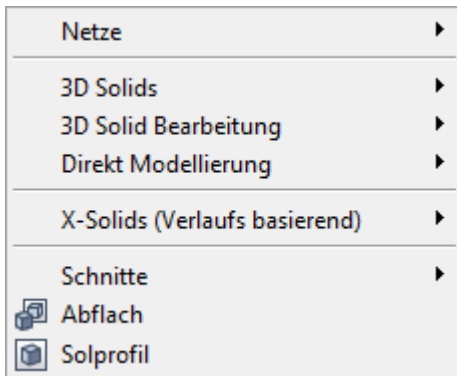 Netze
3D Solids
3D Solid Bearbeitung
Direkt Modellierung
X-Solids (Verlaufs basierend)
Schnitte
Abflach
Solprofil